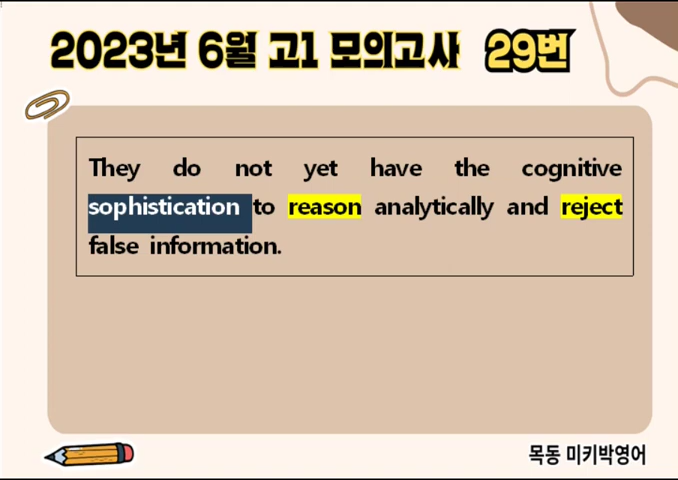 2023년 6월 고1 모의고사 29번
They do not yet have the cognitive
sophistication to reason analytically and reject
false information.
목동 미키박영어